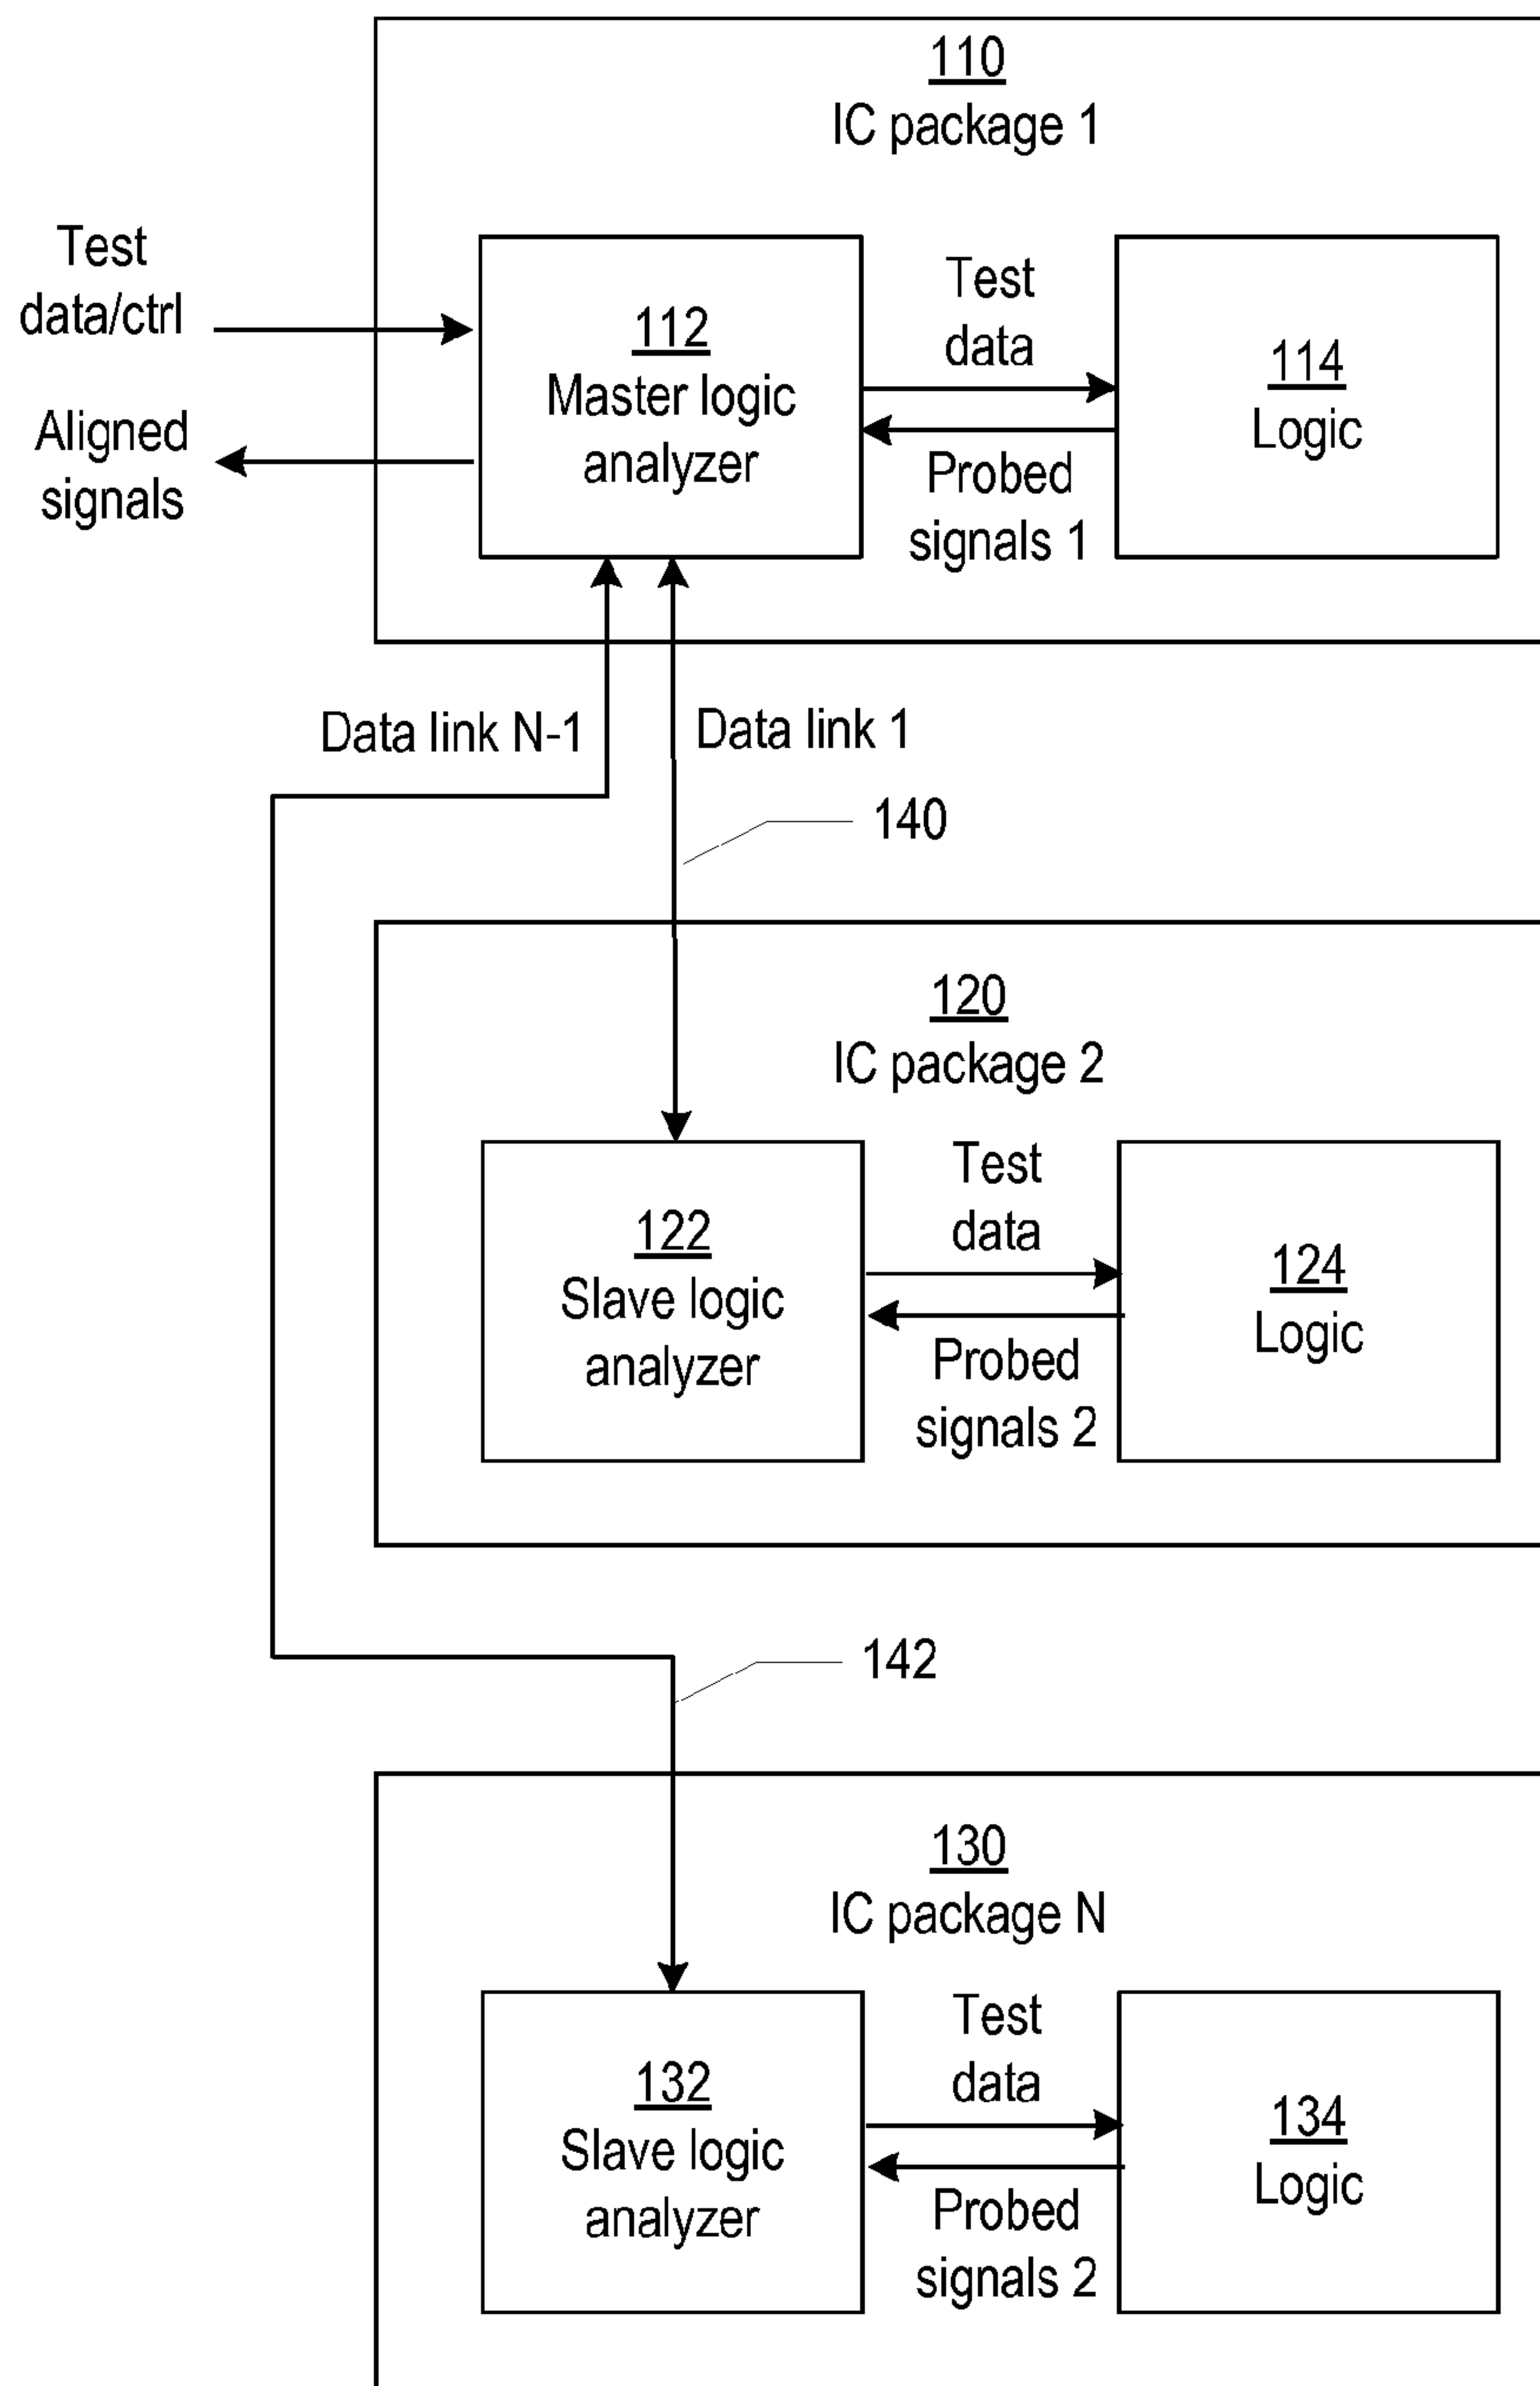 110
IC package 1
Test
data/ctrl
Aligned
signals
112
Master logic
analyzer
Test
data
Probed
signals 1
114
Logic
Data link N-1
Data link 1
140
120
IC package 2
122
Slave logic
analyzer
Test
data
Probed
signals 2
124
Logic
142
130
IC package N
132
Slave logic
analyzer
Test
data
Probed
signals 2
134
Logic